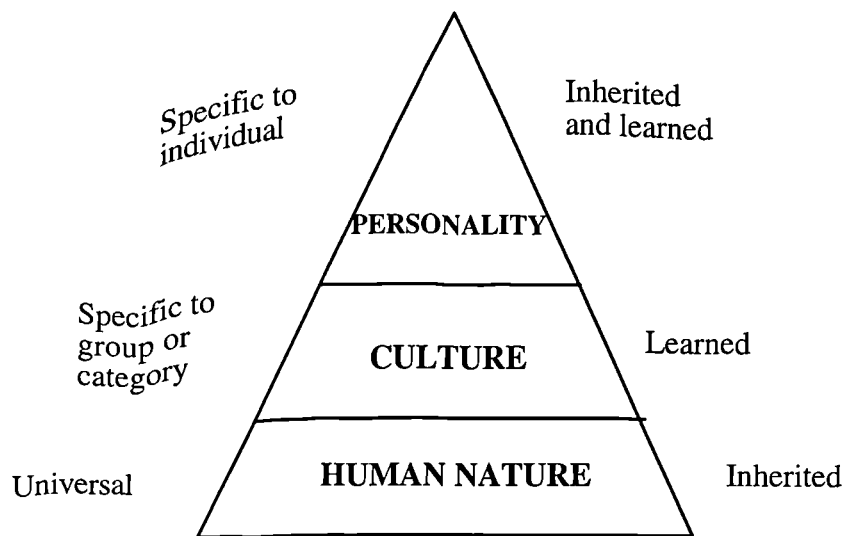 Specific to
individual
Inherited
and learned
PERSONALITY
Specific to
group or
category
CULTURE
Learned
Universal
HUMAN NATURE
Inherited